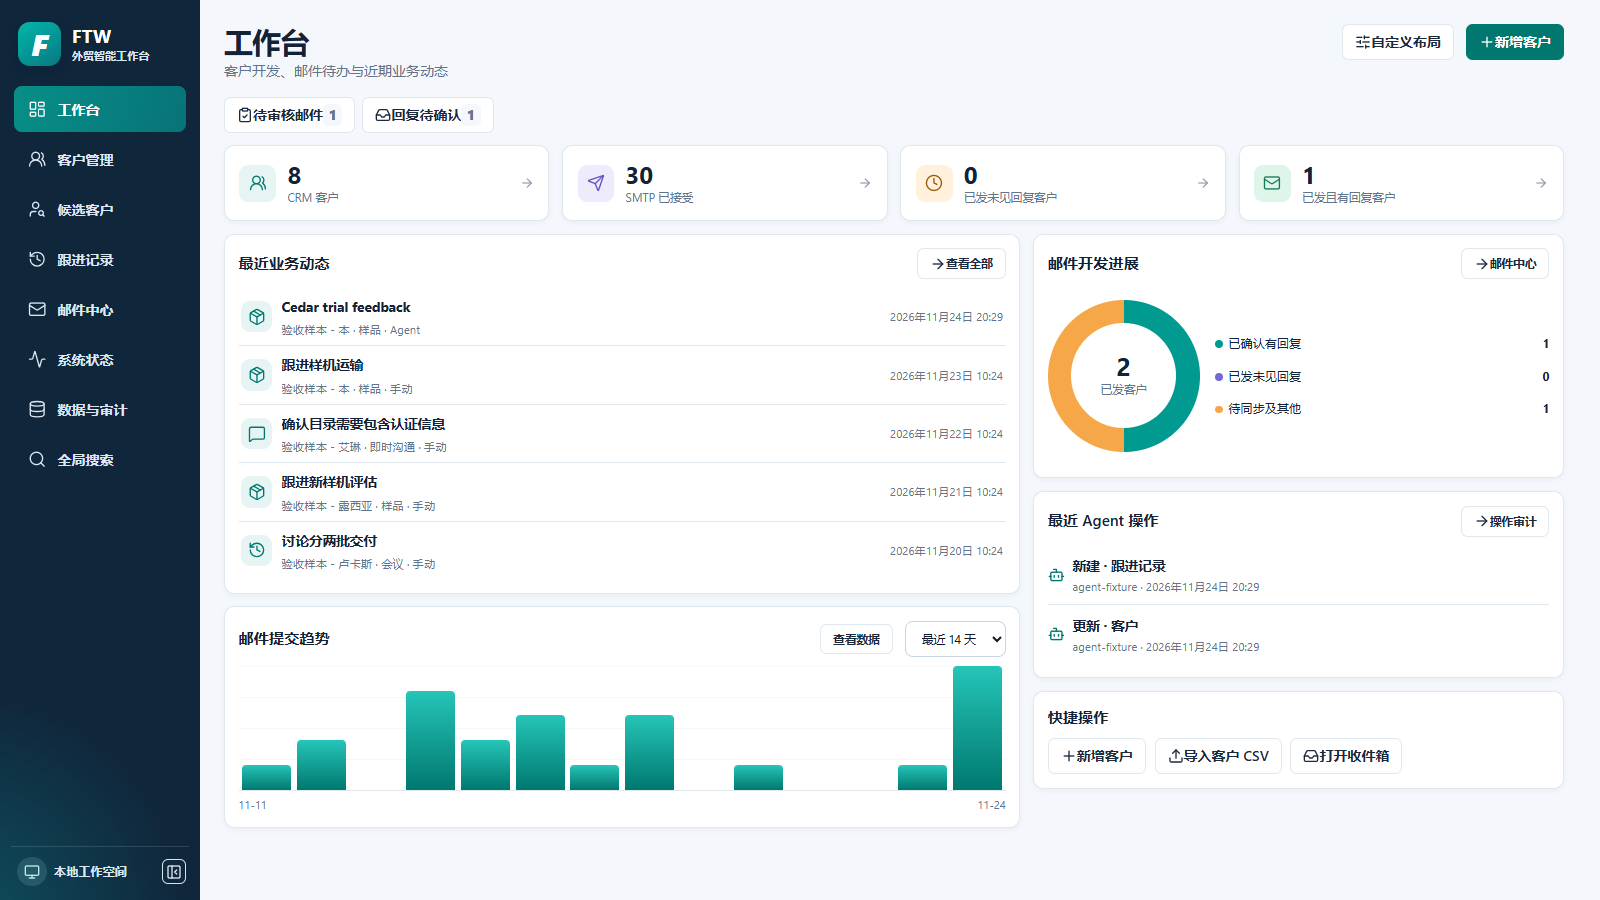 FTW
外贸智能工作台
工作台
客户管理
候选客户
跟进记录
邮件中心
系统状态
数据与审计
全局搜索
本地工作空间
工作台
客户开发、邮件待办与近期业务动态
自定义布局
新增客户
待审核邮件 1
回复待确认 1
8
CRM 客户
30
SMTP 已接受
0
已发未见回复客户
1
已发且有回复客户
最近业务动态
查看全部
Cedar trial feedback
验收样本 - 本 · 样品 · Agent
2026年11月24日 20:29
跟进样机运输
验收样本 - 本 · 样品 · 手动
2026年11月23日 10:24
确认目录需要包含认证信息
验收样本 - 艾琳 · 即时沟通 · 手动
2026年11月22日 10:24
跟进新样机评估
验收样本 - 露西亚 · 样品 · 手动
2026年11月21日 10:24
讨论分两批交付
验收样本 - 卢卡斯 · 会议 · 手动
2026年11月20日 10:24
邮件提交趋势
查看数据
最近 14 天
11-11
11-24
邮件开发进展
邮件中心
2
已发客户
已确认有回复 1
已发未见回复 0
待同步及其他 1
最近 Agent 操作
操作审计
新建 · 跟进记录
agent-fixture · 2026年11月24日 20:29
更新 · 客户
agent-fixture · 2026年11月24日 20:29
快捷操作
新增客户
导入客户 CSV
打开收件箱